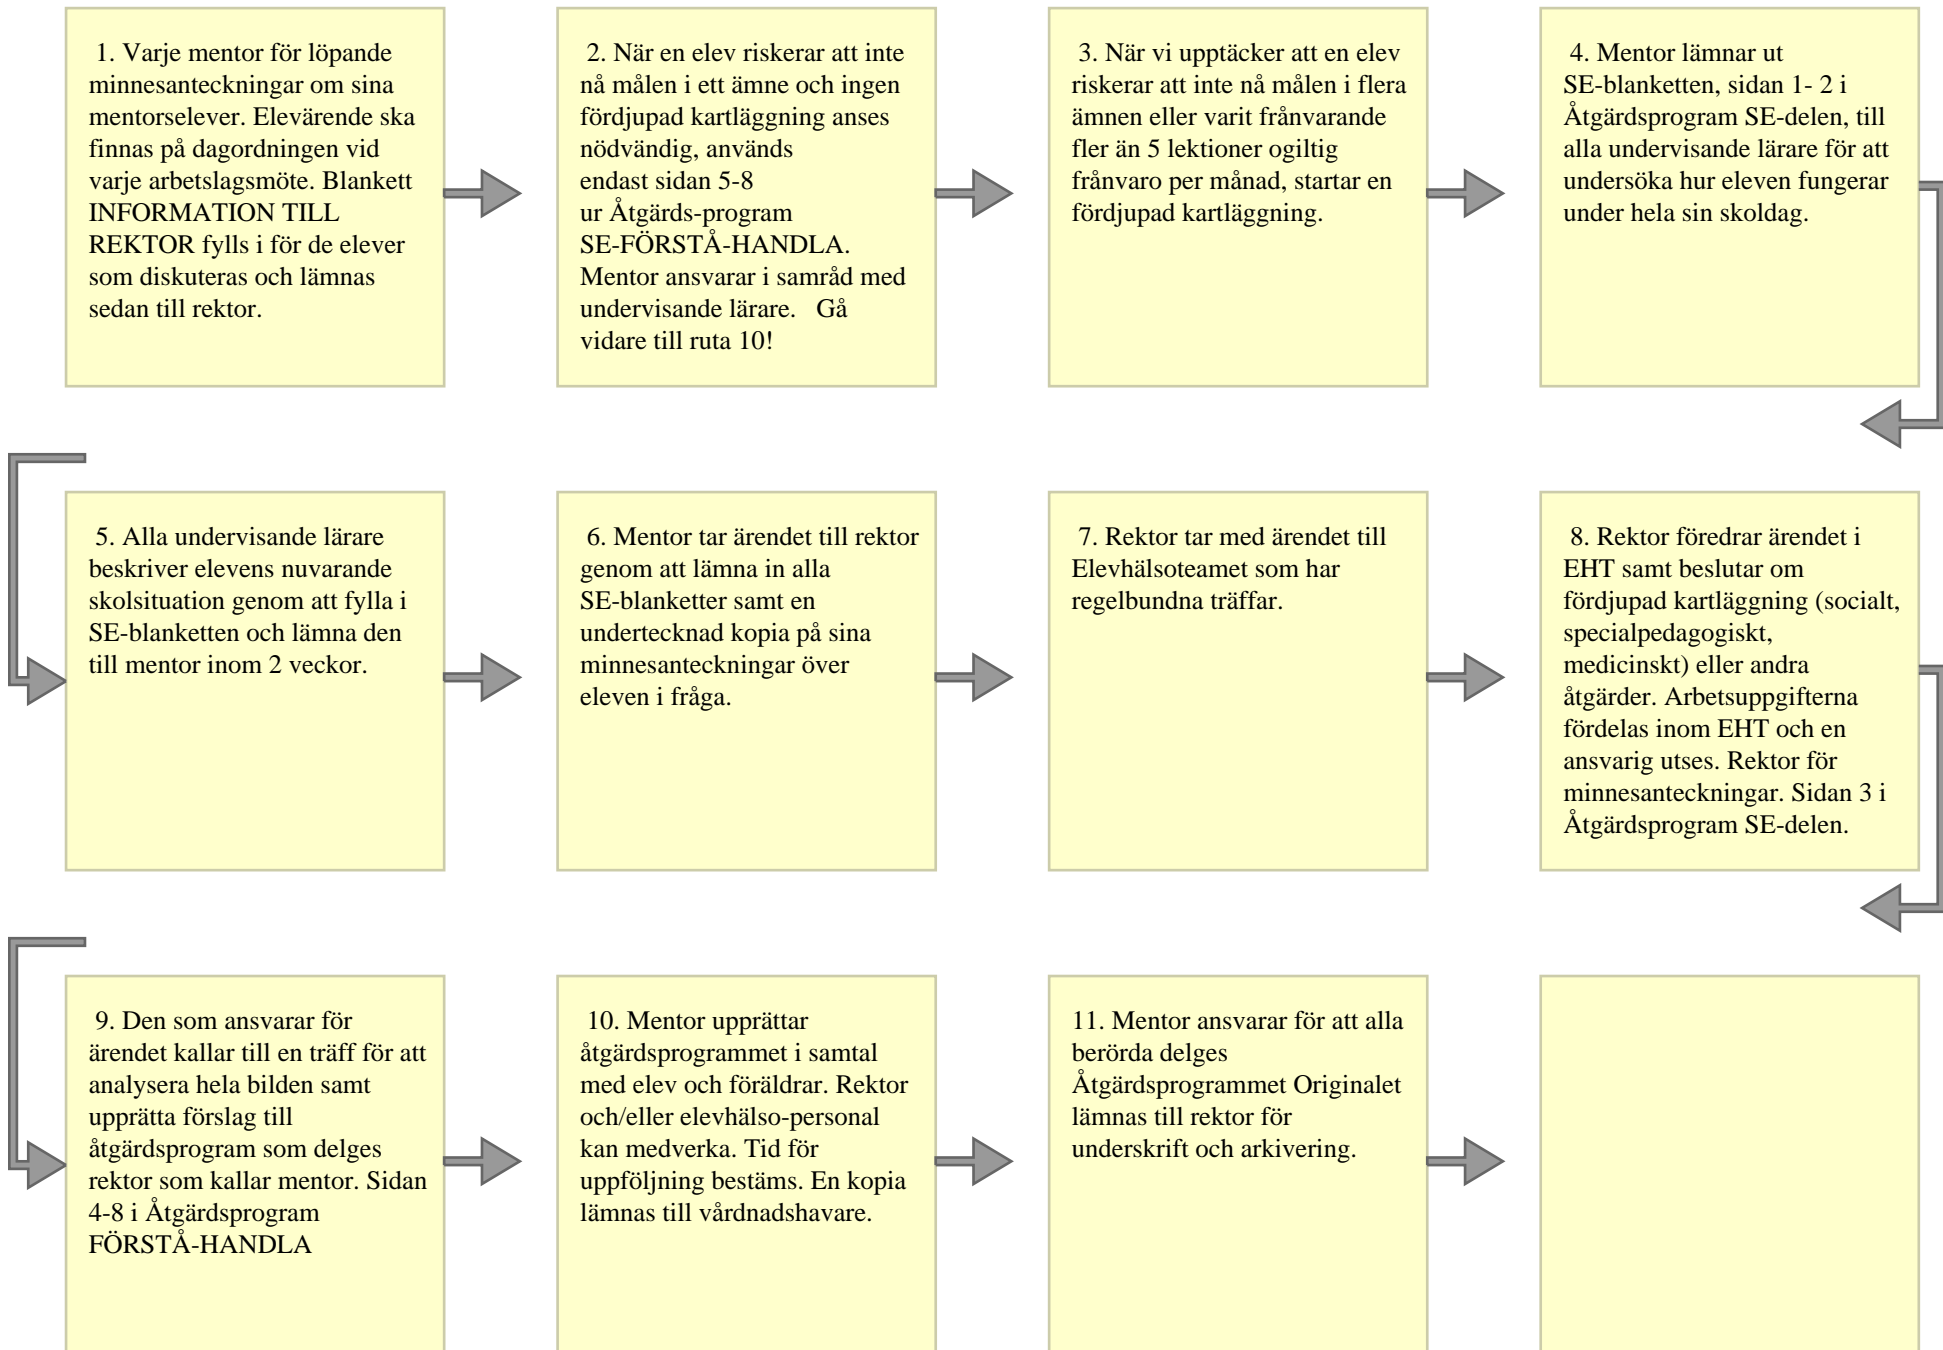 1. Varje mentor för löpande
minnesanteckningar om sina
mentorselever. Elevärende ska
finnas på dagordningen vid
varje arbetslagsmöte. Blankett
INFORMATION TILL
REKTOR fylls i för de elever
som diskuteras och lämnas
sedan till rektor.
2. När en elev riskerar att inte
nå målen i ett ämne och ingen
fördjupad kartläggning anses
nödvändig, används
endast sidan 5-8
ur Åtgärds-program
SE-FÖRSTÅ-HANDLA.
Mentor ansvarar i samråd med
undervisande lärare.   Gå
vidare till ruta 10!
3. När vi upptäcker att en elev
riskerar att inte nå målen i flera
ämnen eller varit frånvarande
fler än 5 lektioner ogiltig
frånvaro per månad, startar en
fördjupad kartläggning.
4. Mentor lämnar ut
SE-blanketten, sidan 1- 2 i
Åtgärdsprogram SE-delen, till
alla undervisande lärare för att
undersöka hur eleven fungerar
under hela sin skoldag.
5. Alla undervisande lärare
beskriver elevens nuvarande
skolsituation genom att fylla i
SE-blanketten och lämna den
till mentor inom 2 veckor.
6. Mentor tar ärendet till rektor
genom att lämna in alla
SE-blanketter samt en
undertecknad kopia på sina
minnesanteckningar över
eleven i fråga.
7. Rektor tar med ärendet till
Elevhälsoteamet som har
regelbundna träffar.
8. Rektor föredrar ärendet i
EHT samt beslutar om
fördjupad kartläggning (socialt,
specialpedagogiskt,
medicinskt) eller andra
åtgärder. Arbetsuppgifterna
fördelas inom EHT och en
ansvarig utses. Rektor för
minnesanteckningar. Sidan 3 i
Åtgärdsprogram SE-delen.
9. Den som ansvarar för
ärendet kallar till en träff för att
analysera hela bilden samt
upprätta förslag till
åtgärdsprogram som delges
rektor som kallar mentor. Sidan
4-8 i Åtgärdsprogram
FÖRSTÅ-HANDLA
10. Mentor upprättar
åtgärdsprogrammet i samtal
med elev och föräldrar. Rektor
och/eller elevhälso-personal
kan medverka. Tid för
uppföljning bestäms. En kopia
lämnas till vårdnadshavare.
11. Mentor ansvarar för att alla
berörda delges
Åtgärdsprogrammet Originalet
lämnas till rektor för
underskrift och arkivering.